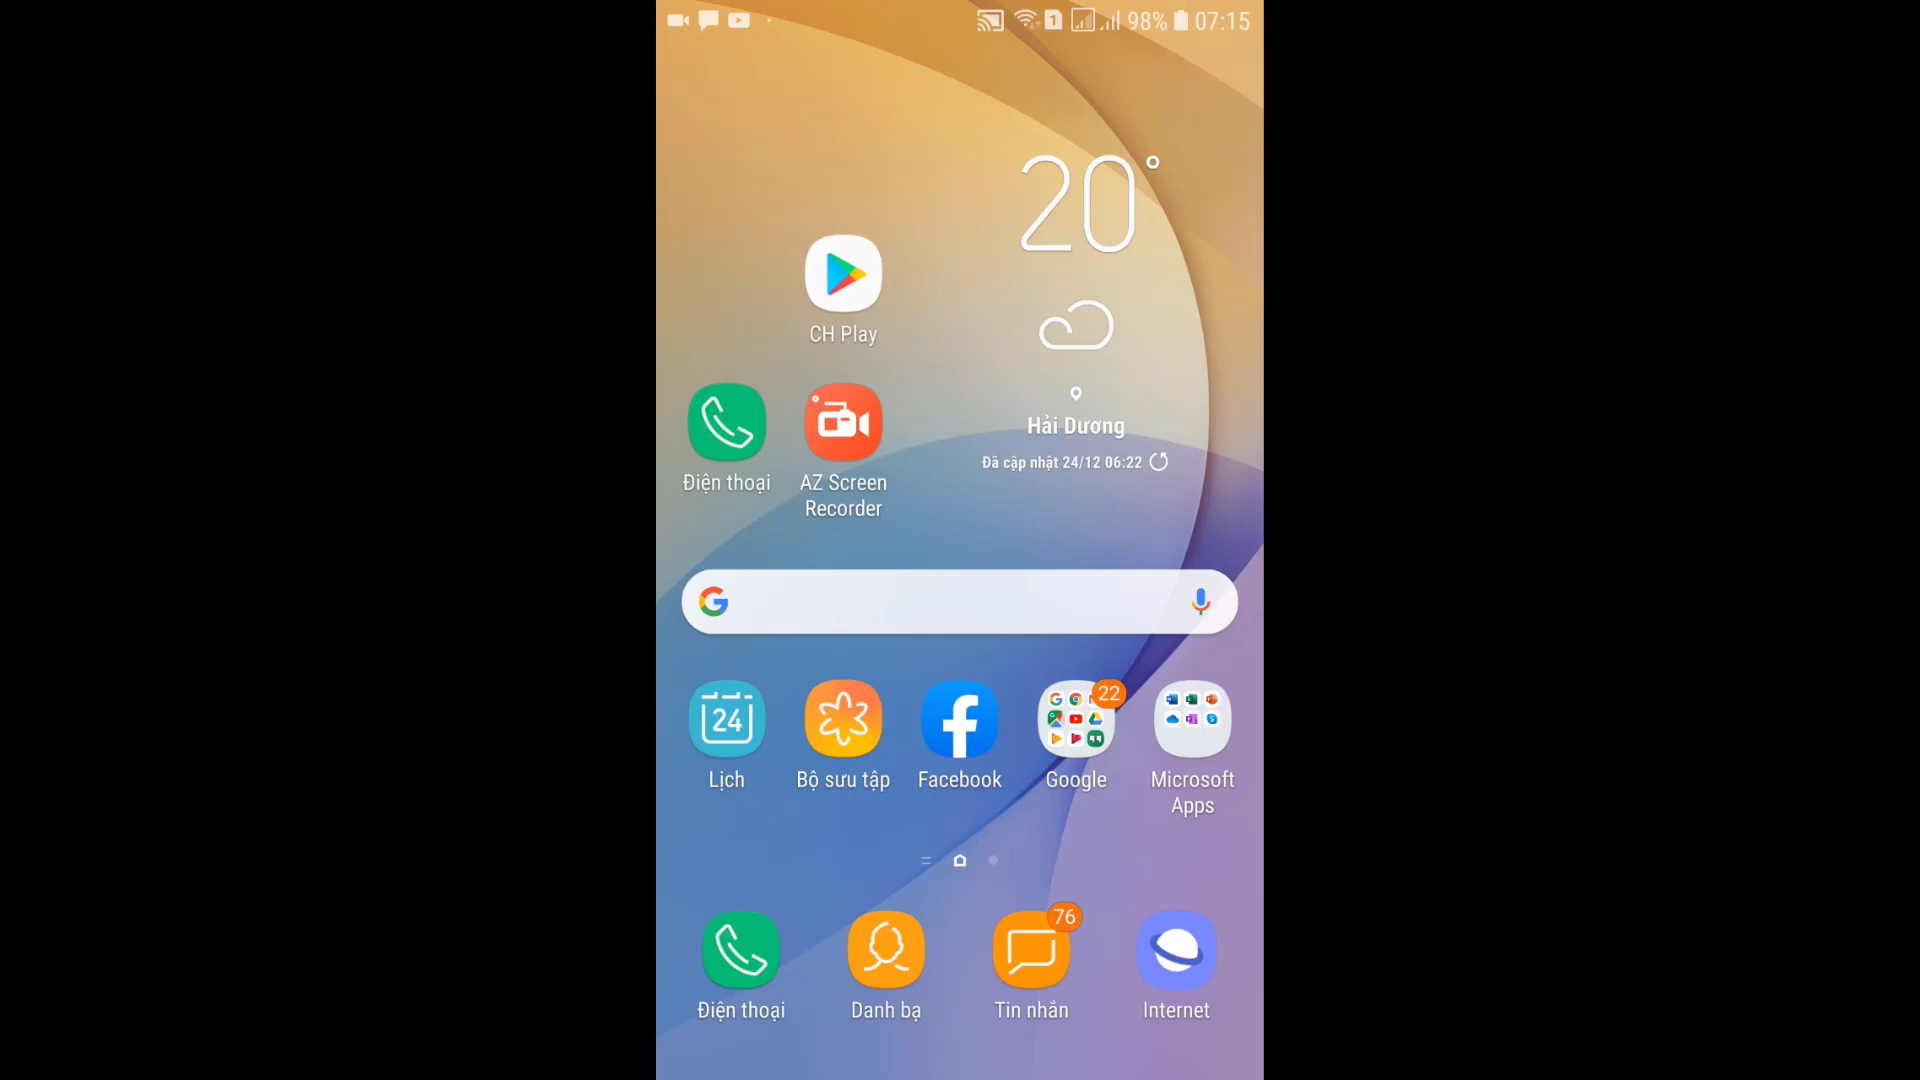 1
98%
07:15
20°
CH Play
Hải Dương
Đã cập nhật 24/12 06:22
Điện thoại
AZ Screen
Recorder
G
24
22
Lịch
Bộ sưu tập
Facebook
Google
Microsoft
Apps
76
Điện thoại
Danh bạ
Tin nhắn
Internet